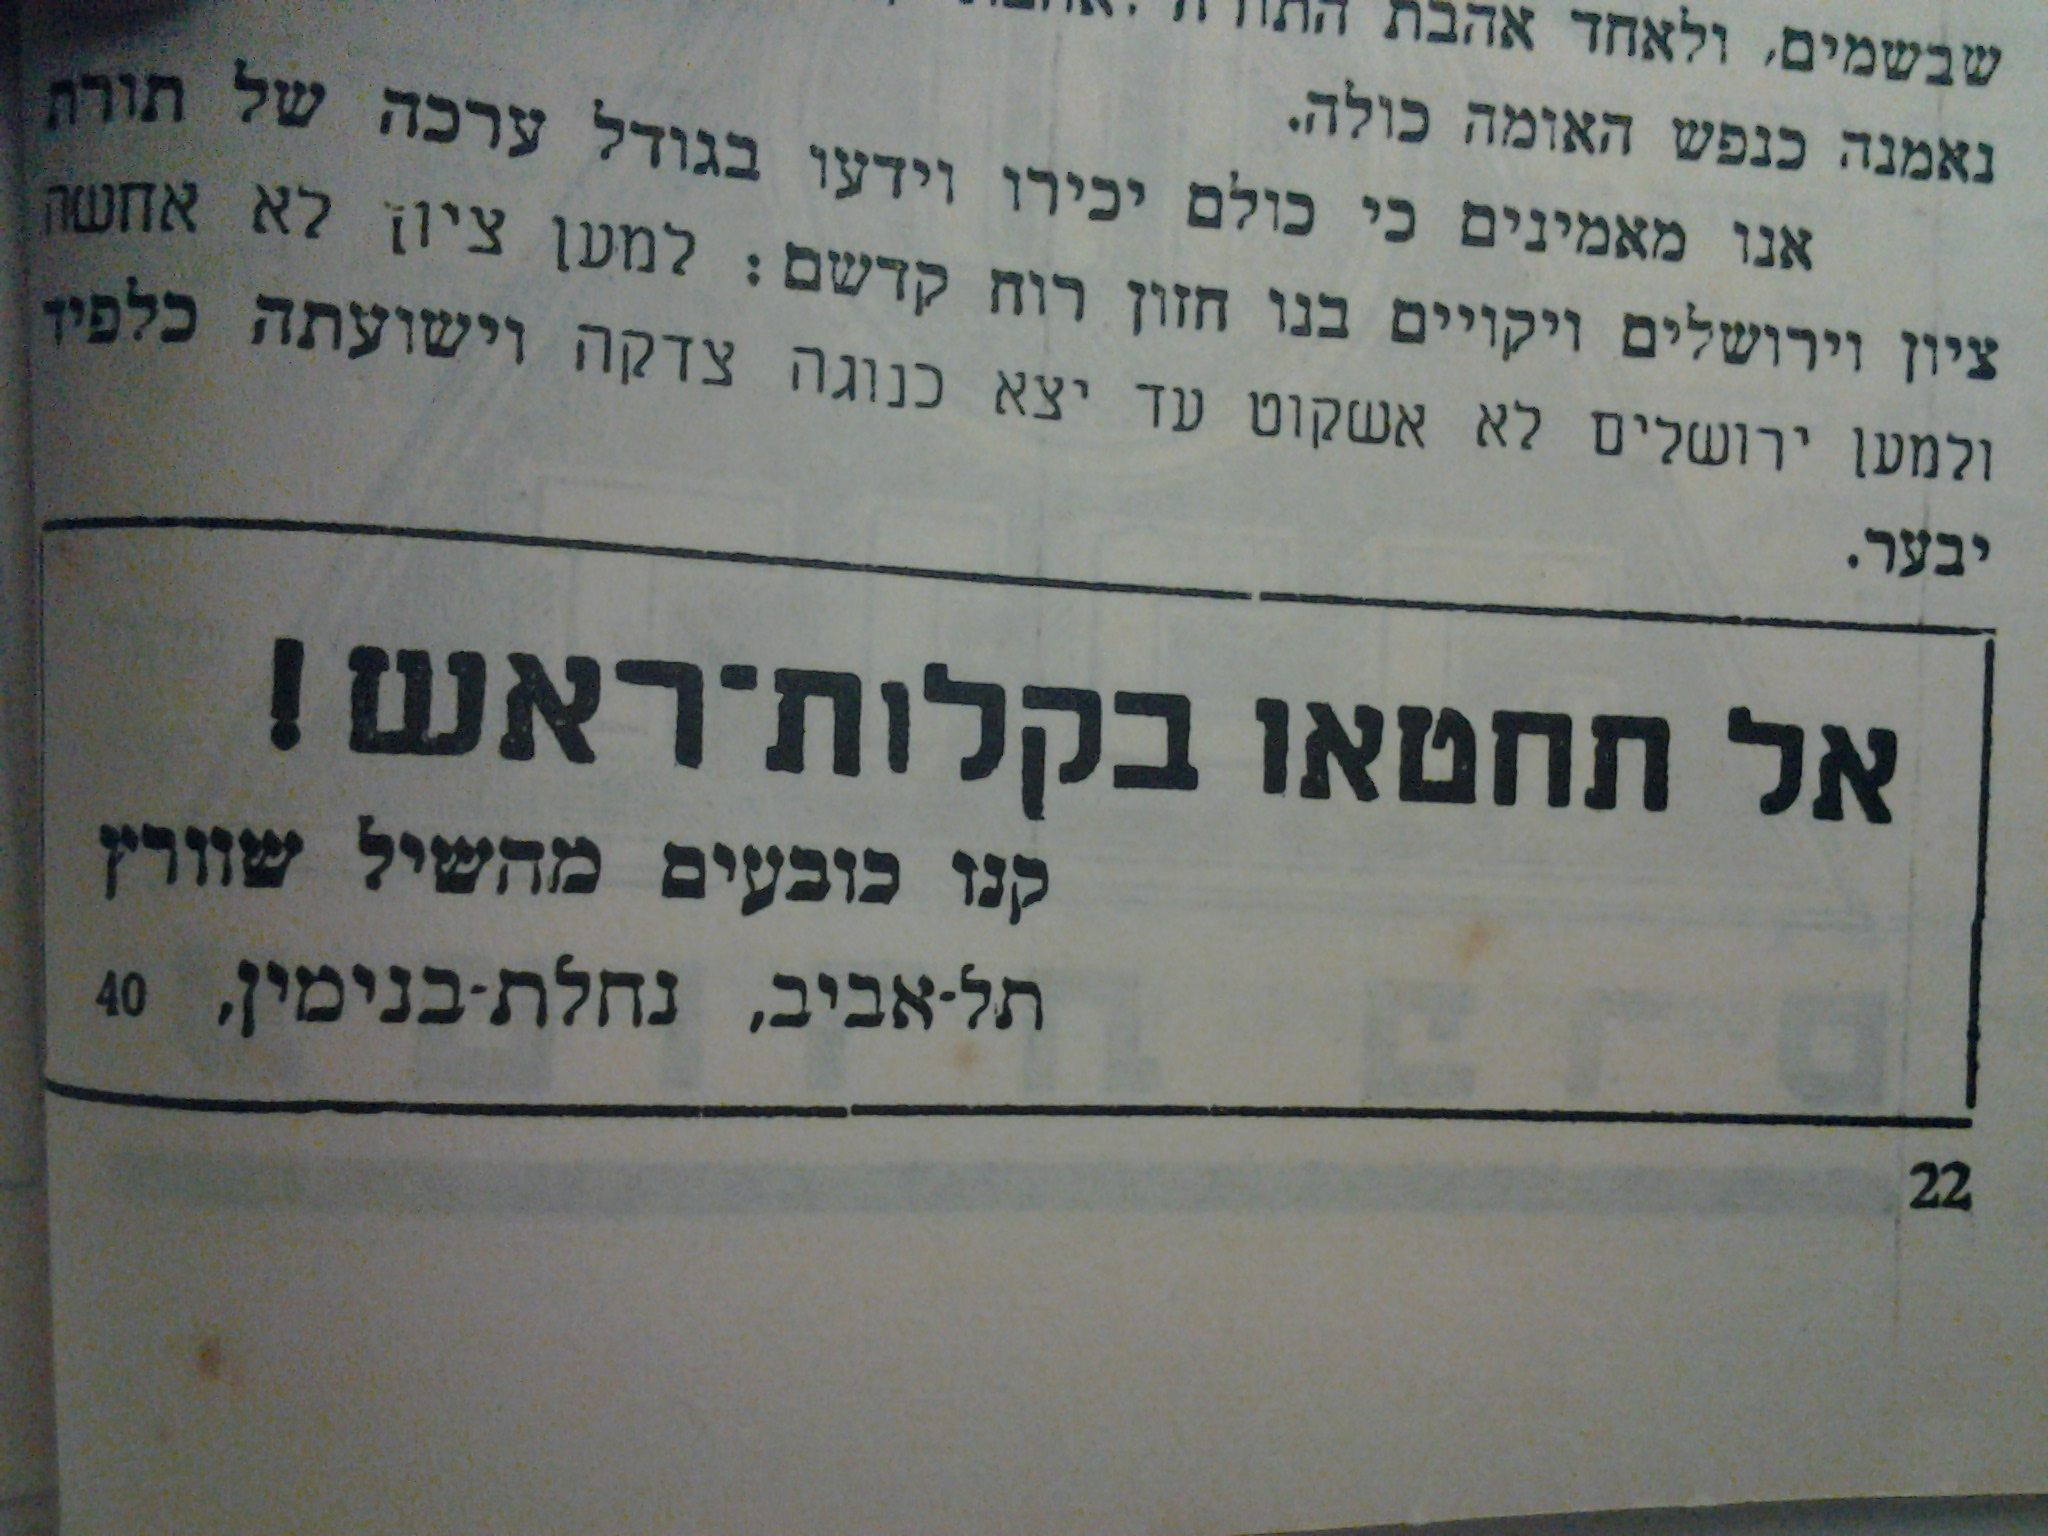 שבשמים, ולאחד אהבת התורה
נאמנה כנפש האומה כולה.
אנו מאמינים כי כולם יכירו וידעו בגודל ערכה של תורת
ציון וירושלים ויקויים בנו חזון רוח קדשם: למען ציון לא אחשה
ולמען ירושלים לא אשקוט עד יצא כנוגה צדקה וישועתה כלפיד
יבער.
אל תחטאו בקלות־ראש!
קנו כובעים מהשיל שוורץ
תל-אביב, נחלת-בנימין, 40
22